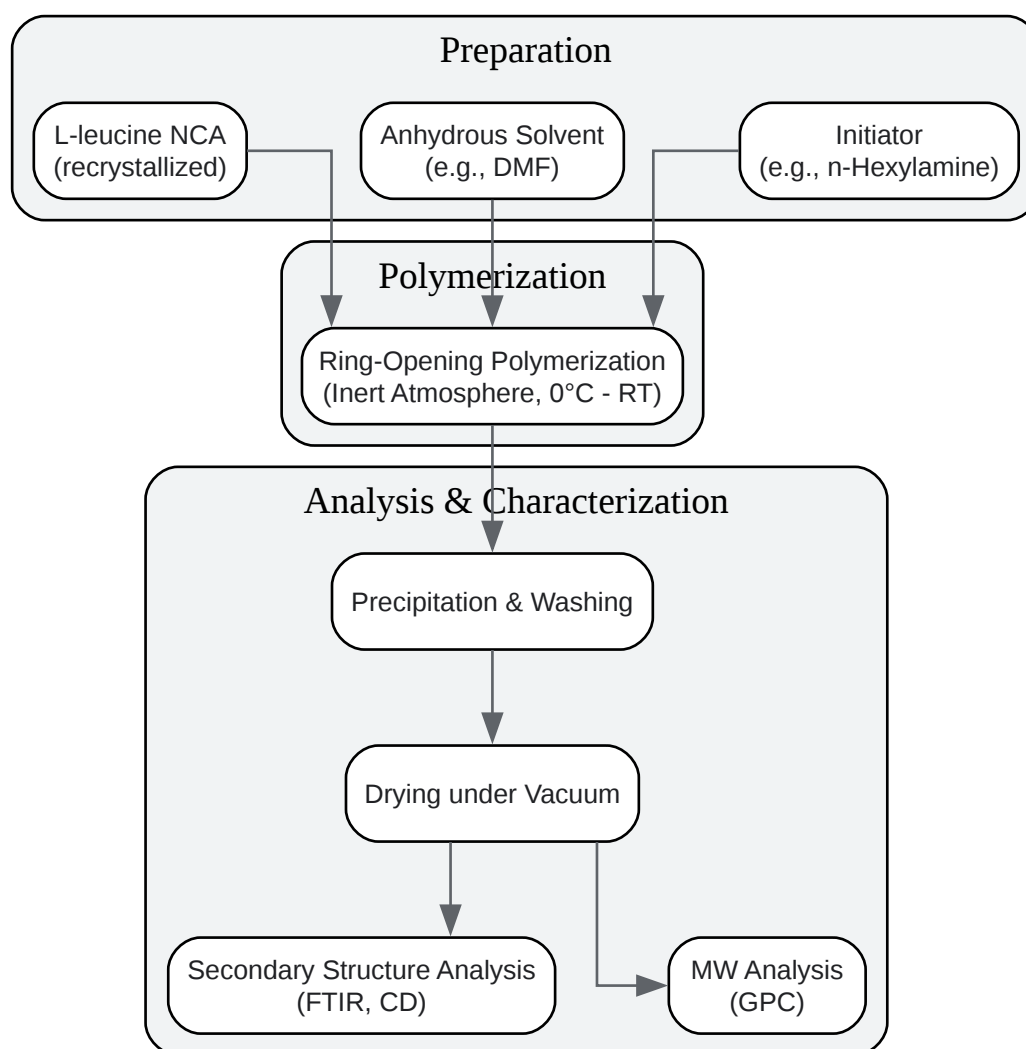 Preparation
L-leucine NCA
(recrystallized)
Anhydrous Solvent
(e.g., DMF)
Initiator
(e.g., n-Hexylamine)
Polymerization
Ring-Opening Polymerization
(Inert Atmosphere, 0°C - RT)
Analysis & Characterization
Precipitation & Washing
Drying under Vacuum
Secondary Structure Analysis
(FTIR, CD)
MW Analysis
(GPC)